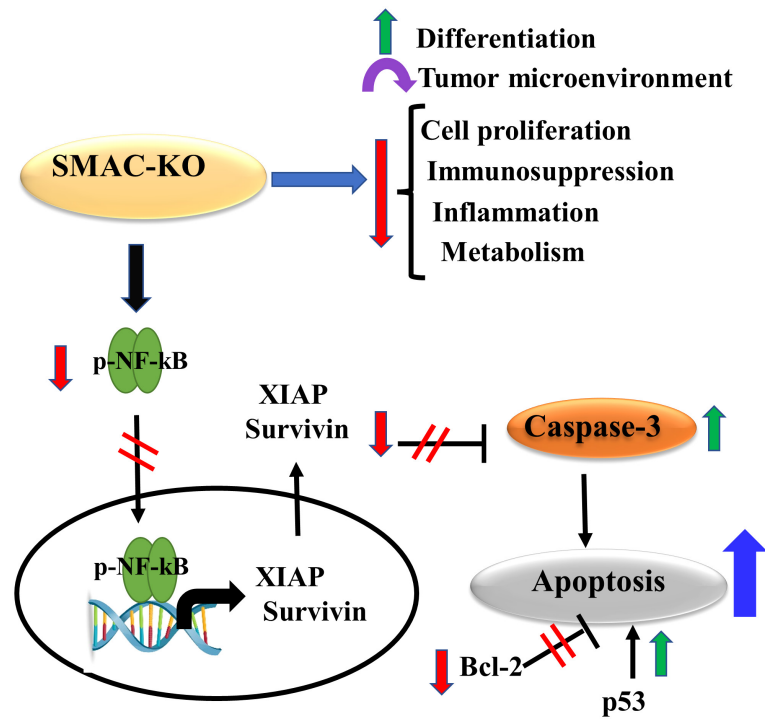 Differentiation
Tumor microenvironment
SMAC-KO
Cell proliferation
Immunosuppression
Inflammation
Metabolism
p-NF-kB
XIAP
Survivin
Caspase-3
p-NF-kB
XIAP
Survivin
Apoptosis
Bcl-2
p53